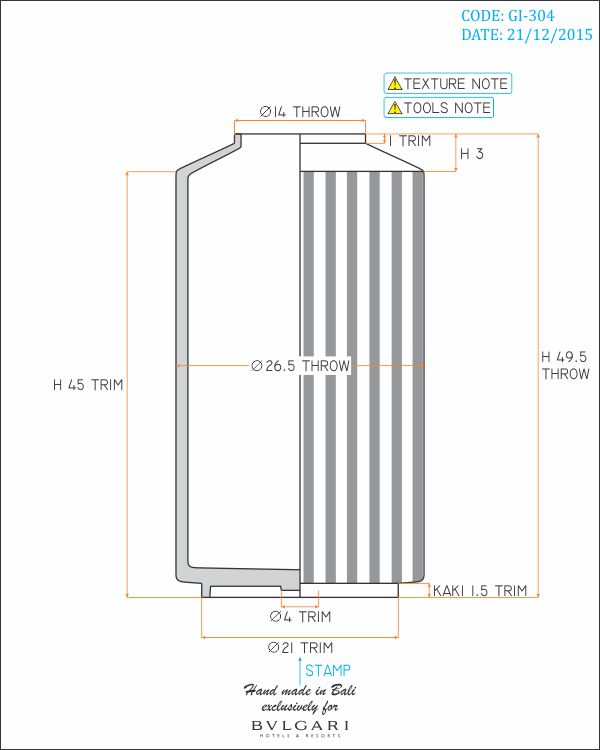 CODE: GI-304
DATE: 21/12/2015
TEXTURE NOTE
TOOLS NOTE
Ø14 THROW
1 TRIM
H 3
Ø26.5 THROW
H 49.5
THROW
H 45 TRIM
KAKI 1.5 TRIM
Ø4 TRIM
Ø21 TRIM
STAMP
Hand made in Bali
exclusively for
BVLGARI
HOTELS & RESORTS